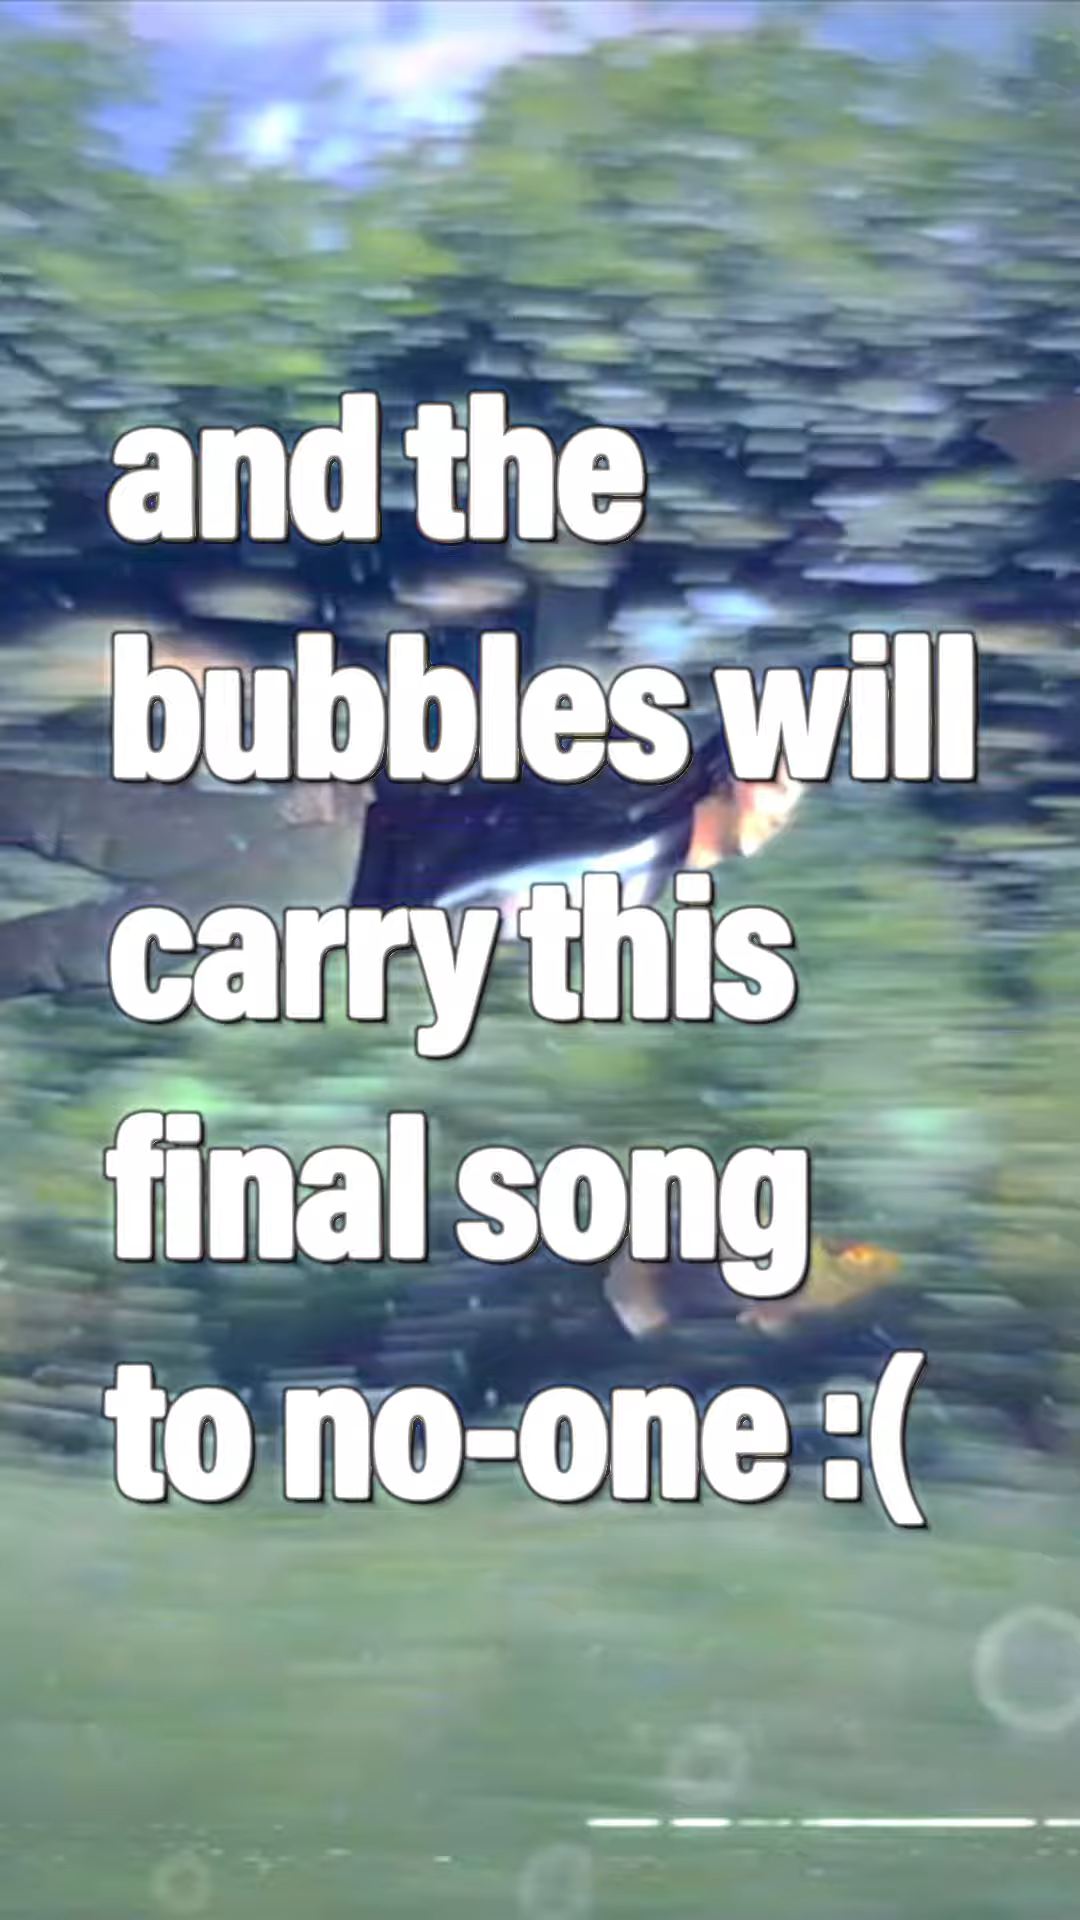 and the
bubbles will
carry this
final song
to no-one :(